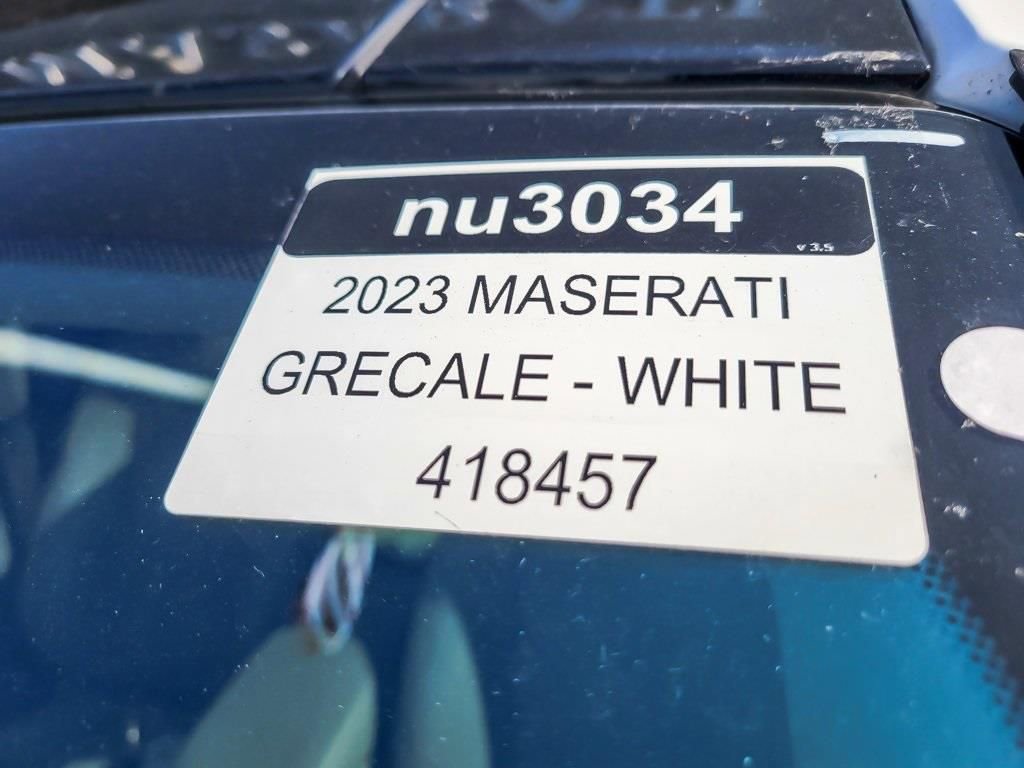 nu3034
v 3.5
2023 MASERATI
GRECALE - WHITE
418457